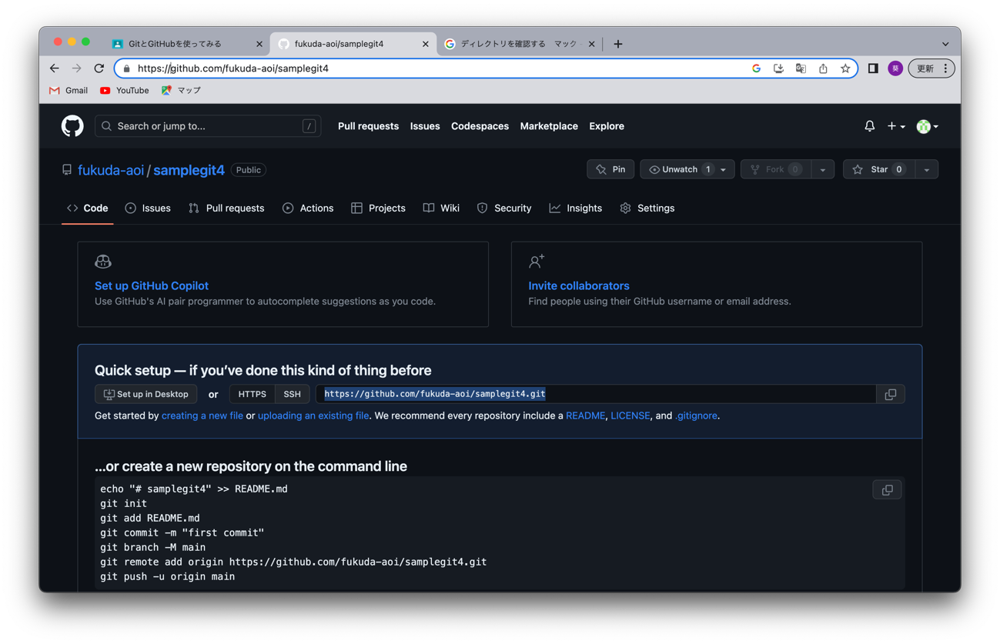 GitとGitHubを使ってみる
fukuda-aoi/samplegit4
ディレクトリを確認する マック
https://github.com/fukuda-aoi/samplegit4
葵 更新
Gmail YouTube マップ
Search or jump to... / Pull requests Issues Codespaces Marketplace Explore
fukuda-aoi / samplegit4 Public Pin Unwatch 1 Fork 0 Star 0
Code Issues Pull requests Actions Projects Wiki Security Insights Settings
Set up GitHub Copilot
Use GitHub's AI pair programmer to autocomplete suggestions as you code.
Invite collaborators
Find people using their GitHub username or email address.
Quick setup — if you've done this kind of thing before
Set up in Desktop or HTTPS SSH https://github.com/fukuda-aoi/samplegit4.git
Get started by creating a new file or uploading an existing file. We recommend every repository include a README, LICENSE, and .gitignore.
...or create a new repository on the command line
echo "# samplegit4" >> README.md
git init
git add README.md
git commit -m "first commit"
git branch -M main
git remote add origin https://github.com/fukuda-aoi/samplegit4.git
git push -u origin main